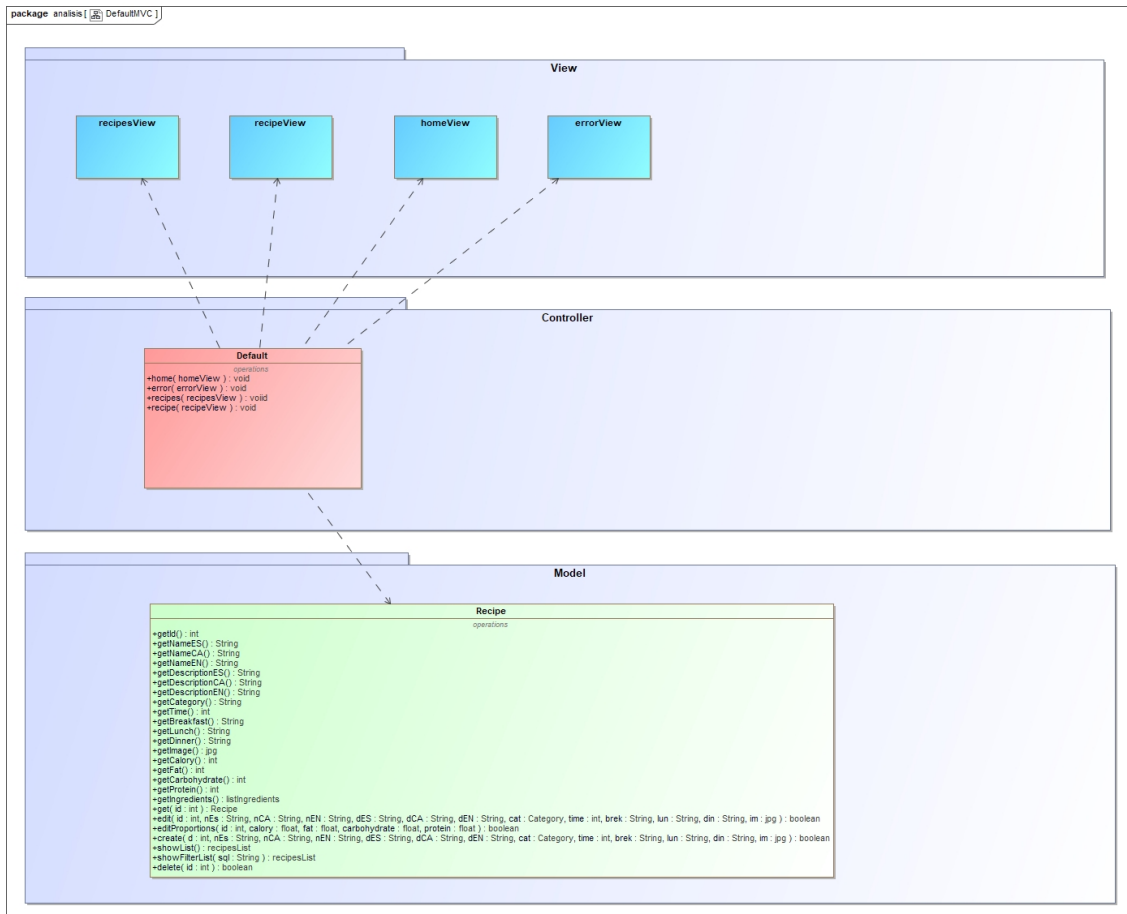 package analisis [ DefaultMVC ]
View
recipesView
recipeView
homeView
errorView
Controller
Default
operations
+home( homeView ) : void
+error( errorView ) : void
+recipes( recipesView ) : voiid
+recipe( recipeView ) : void
Model
Recipe
operations
+getId() : int
+getNameES() : String
+getNameCA() : String
+getNameEN() : String
+getDescriptionES() : String
+getDescriptionCA() : String
+getDescriptionEN() : String
+getCategory() : String
+getTime() : int
+getBreakfast() : String
+getLunch() : String
+getDinner() : String
+getImage() : jpg
+getCalory() : int
+getFat() : int
+getCarbohydrate() : int
+getProtein() : int
+getIngredients() : listIngredients
+get( id : int ) : Recipe
+edit( id : int, nEs : String, nCA : String, nEN : String, dES : String, dCA : String, dEN : String, cat : Category, time : int, brek : String, lun : String, din : String, im : jpg ) : boolean
+editProportions( id : int, calory : float, fat : float, carbohydrate : float, protein : float ) : boolean
+create( d : int, nEs : String, nCA : String, nEN : String, dES : String, dCA : String, dEN : String, cat : Category, time : int, brek : String, lun : String, din : String, im : jpg ) : boolean
+showList() : recipesList
+showFilterList( sql : String ) : recipesList
+delete( id : int ) : boolean